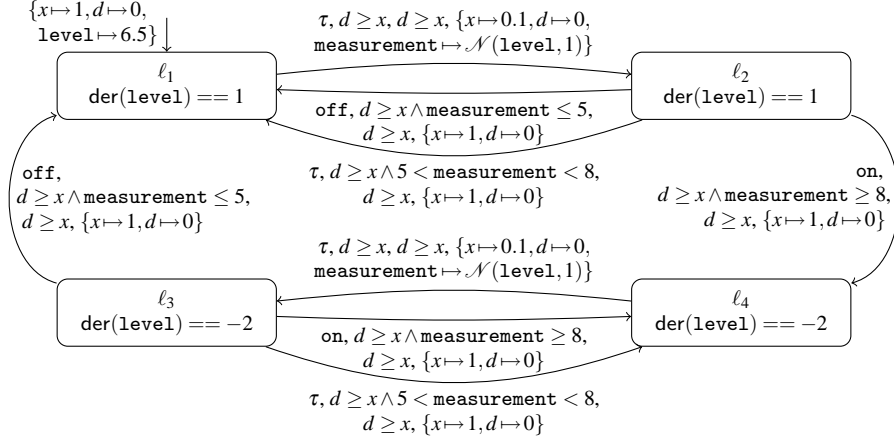 {x ↦ 1, d ↦ 0,
level ↦ 6.5}
ℓ1
der(level) == 1
τ, d ≥ x, d ≥ x, {x ↦ 0.1, d ↦ 0,
measurement ↦ 𝒩(level, 1)}
ℓ2
der(level) == 1
off, d ≥ x ∧ measurement ≤ 5,
d ≥ x, {x ↦ 1, d ↦ 0}
τ, d ≥ x ∧ 5 < measurement < 8,
d ≥ x, {x ↦ 1, d ↦ 0}
off,
d ≥ x ∧ measurement ≤ 5,
d ≥ x, {x ↦ 1, d ↦ 0}
on,
d ≥ x ∧ measurement ≥ 8,
d ≥ x, {x ↦ 1, d ↦ 0}
τ, d ≥ x, d ≥ x, {x ↦ 0.1, d ↦ 0,
measurement ↦ 𝒩(level, 1)}
ℓ3
der(level) == −2
ℓ4
der(level) == −2
on, d ≥ x ∧ measurement ≥ 8,
d ≥ x, {x ↦ 1, d ↦ 0}
τ, d ≥ x ∧ 5 < measurement < 8,
d ≥ x, {x ↦ 1, d ↦ 0}